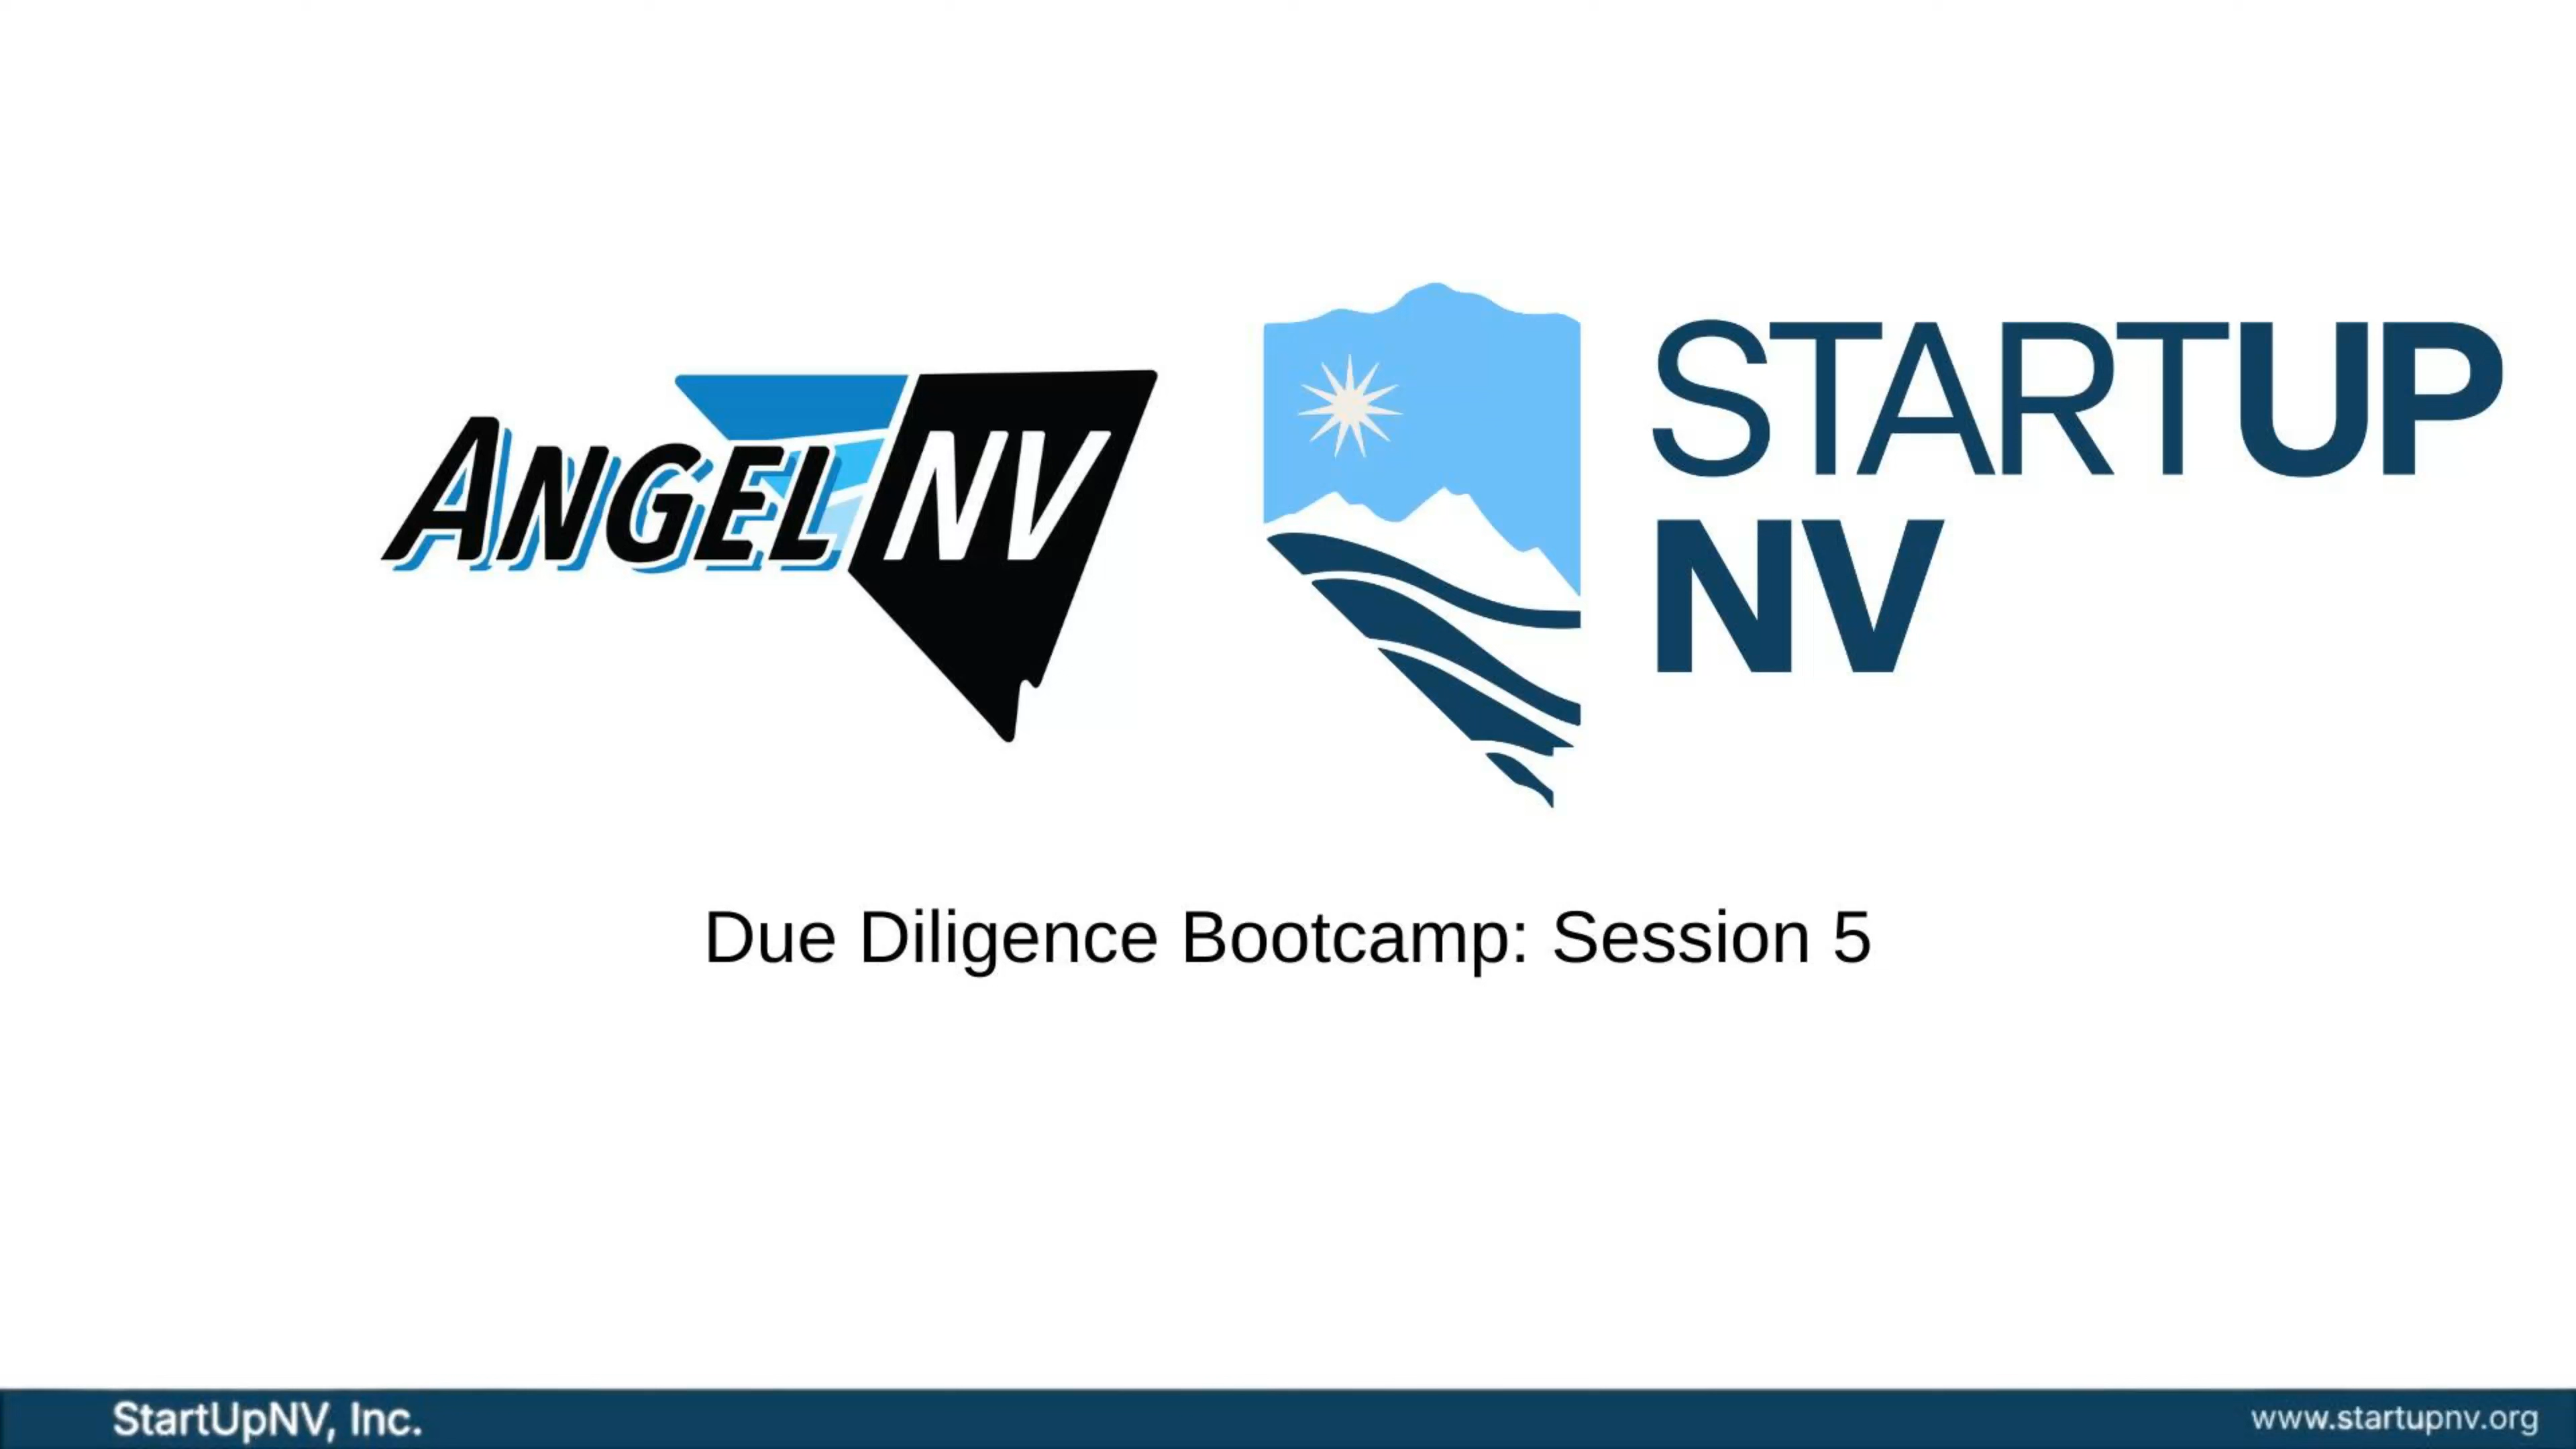 ANGEL NV
STARTUP
NV
Due Diligence Bootcamp: Session 5
StartUpNV, Inc.
www.startupnv.org